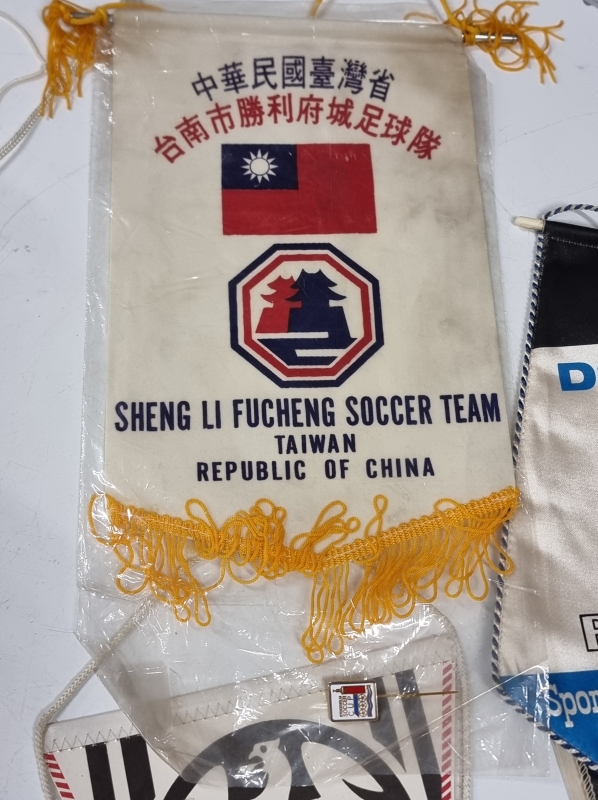 中華民國臺灣省
台南市勝利府城足球隊
SHENG LI FUCHENG SOCCER TEAM
TAIWAN
REPUBLIC OF CHINA
D
Spor